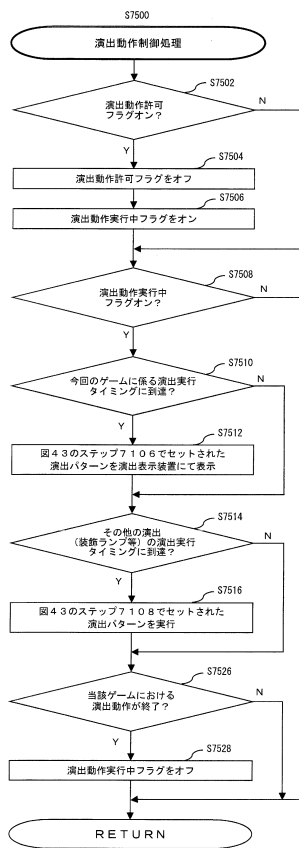 S7500
演出動作制御処理
S7502
演出動作許可
フラグオン？
N
Y
S7504
演出動作許可フラグをオフ
S7506
演出動作実行中フラグをオン
S7508
演出動作実行中
フラグオン？
N
Y
S7510
今回のゲームに係る演出実行
タイミングに到達？
N
Y
S7512
図４３のステップ７１０６でセットされた
演出パターンを演出表示装置にて表示
S7514
その他の演出
（装飾ランプ等）の演出実行
タイミングに到達？
N
Y
S7516
図４３のステップ７１０８でセットされた
演出パターンを実行
S7526
当該ゲームにおける
演出動作が終了？
N
Y
S7528
演出動作実行中フラグをオフ
ＲＥＴＵＲＮ